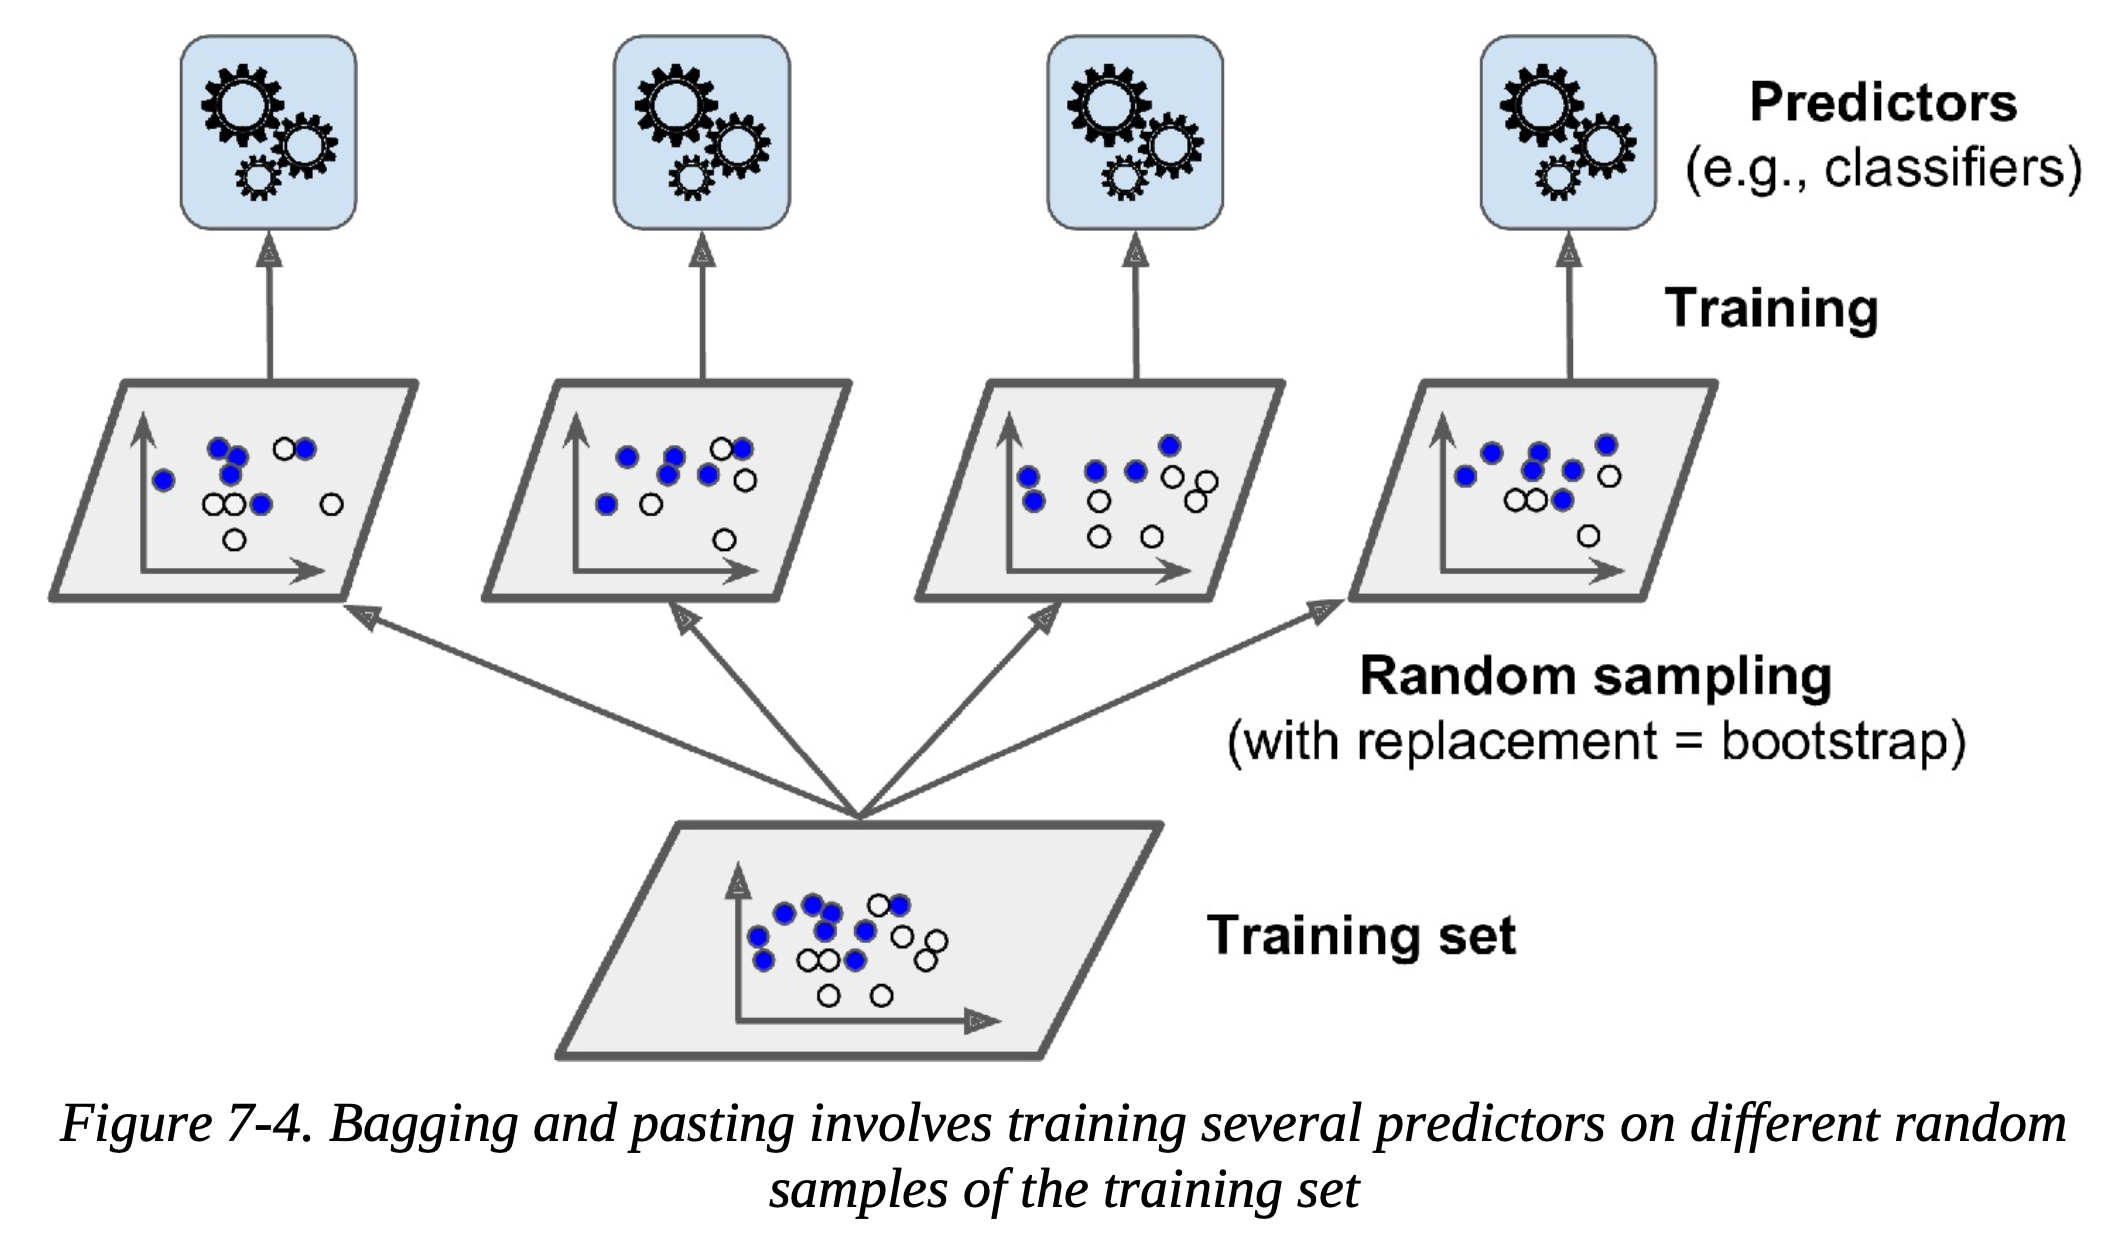 Predictors
(e.g., classifiers)
Training
Random sampling
(with replacement = bootstrap)
Training set
Figure 7-4. Bagging and pasting involves training several predictors on different random
samples of the training set